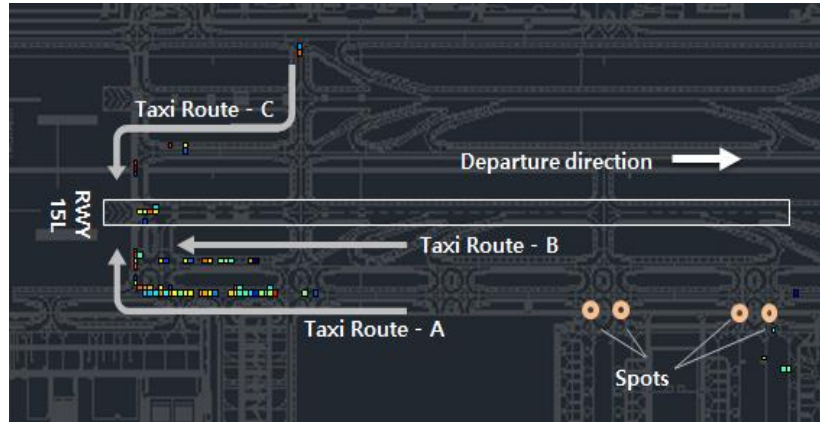 Taxi Route - C
Departure direction
RWY
15L
Taxi Route - B
Taxi Route - A
Spots